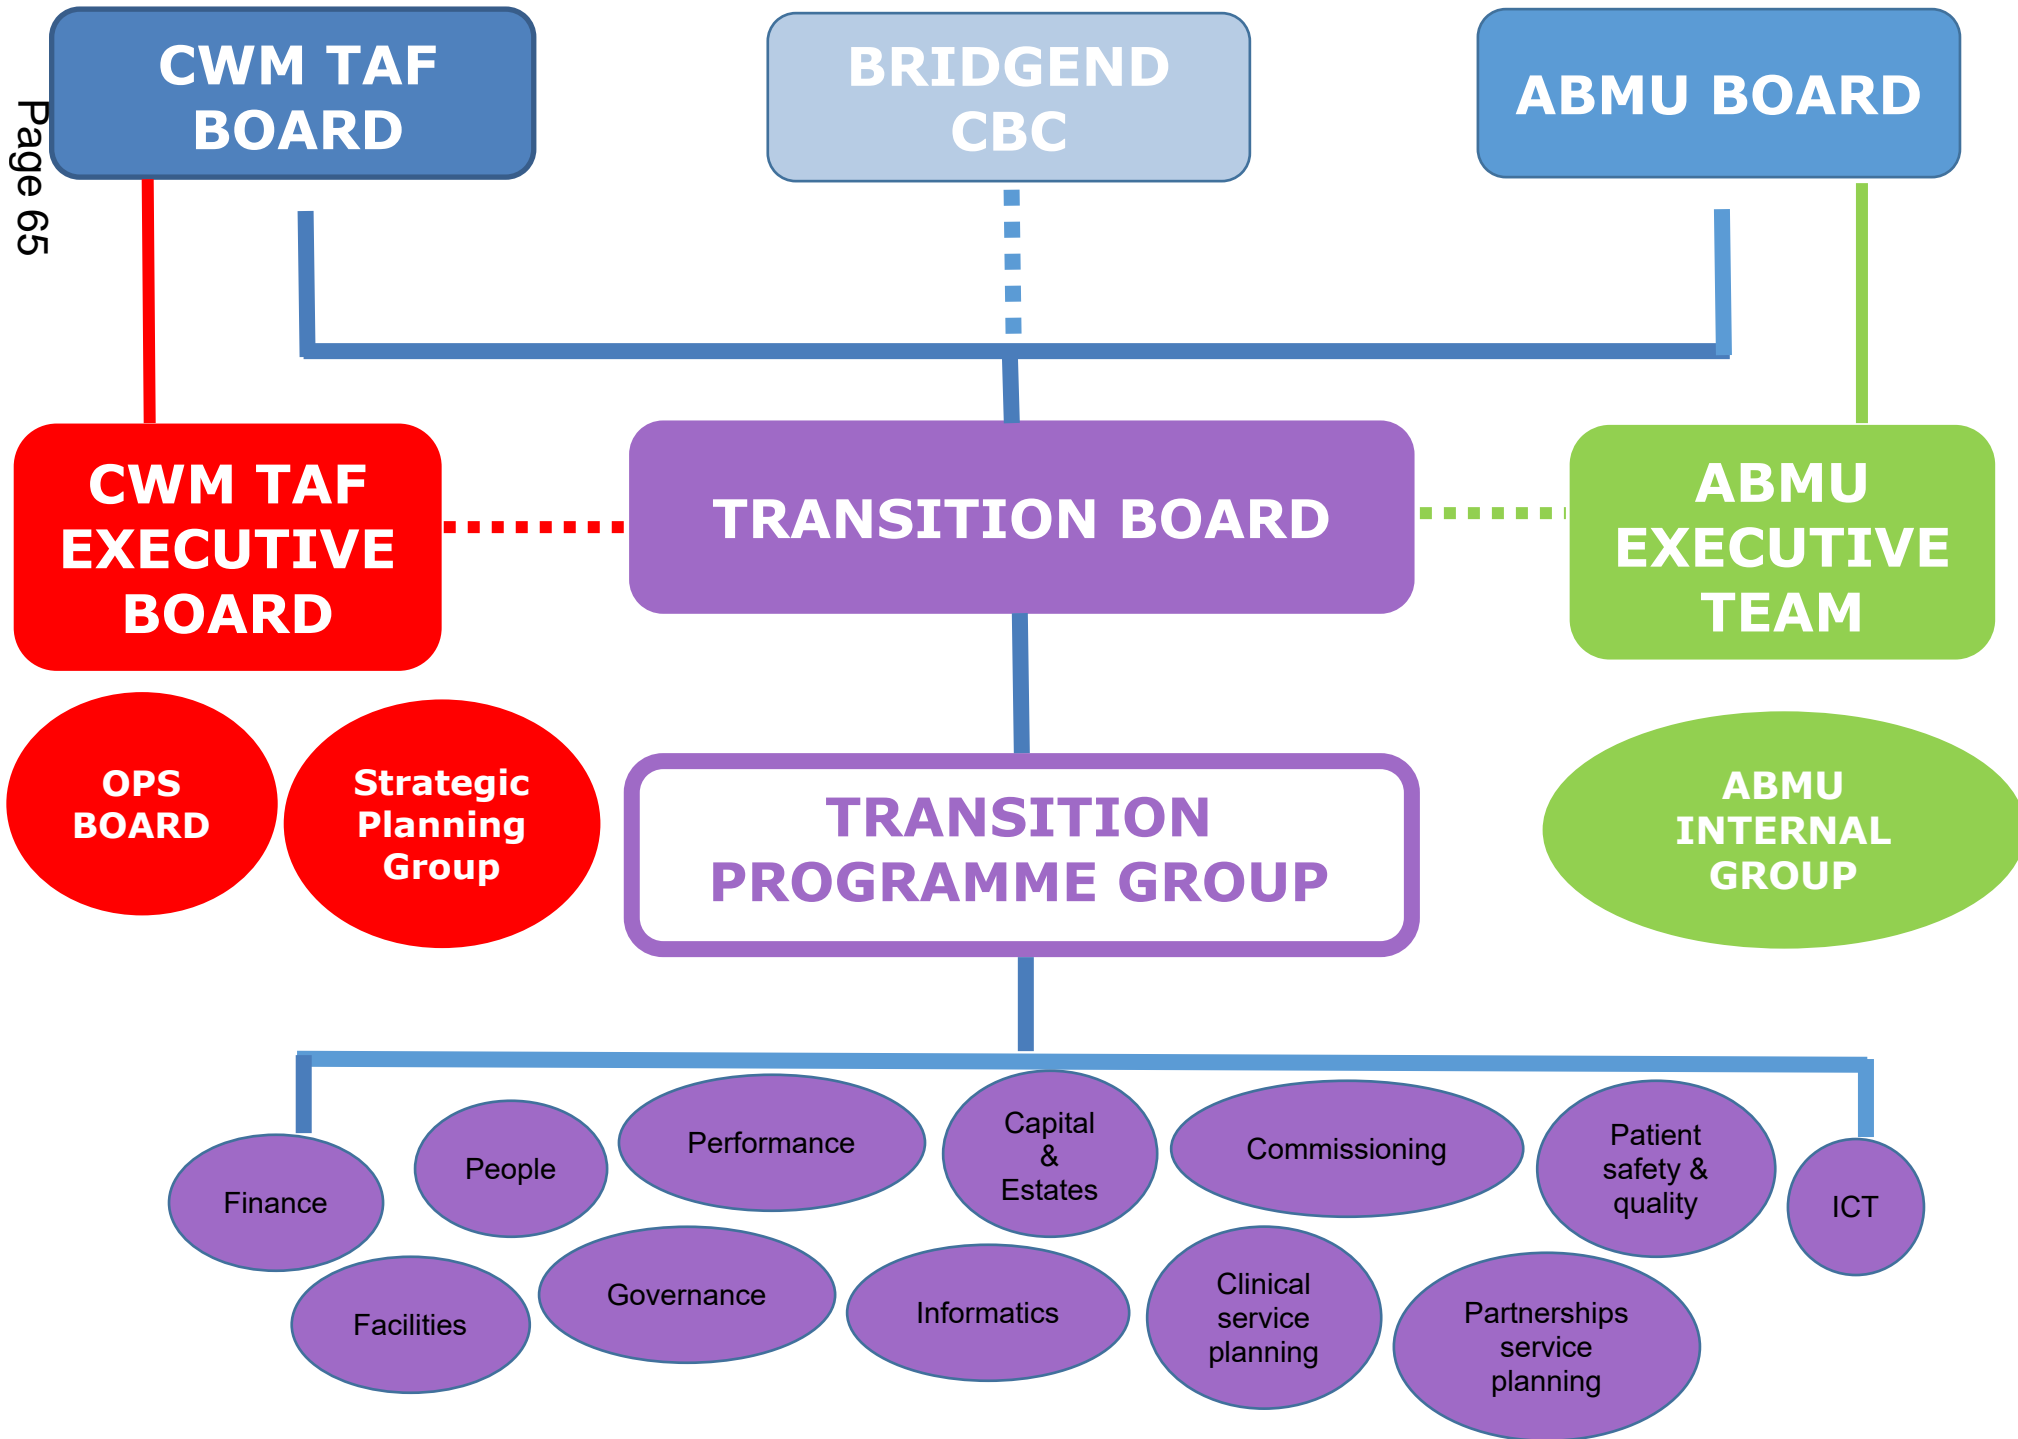 Page 65
CWM TAF
BOARD
BRIDGEND
CBC
ABMU BOARD
CWM TAF
EXECUTIVE
BOARD
TRANSITION BOARD
ABMU
EXECUTIVE
TEAM
OPS
BOARD
Strategic
Planning
Group
TRANSITION
PROGRAMME GROUP
ABMU
INTERNAL
GROUP
Finance
People
Performance
Capital
&
Estates
Commissioning
Patient
safety &
quality
ICT
Facilities
Governance
Informatics
Clinical
service
planning
Partnerships
service
planning